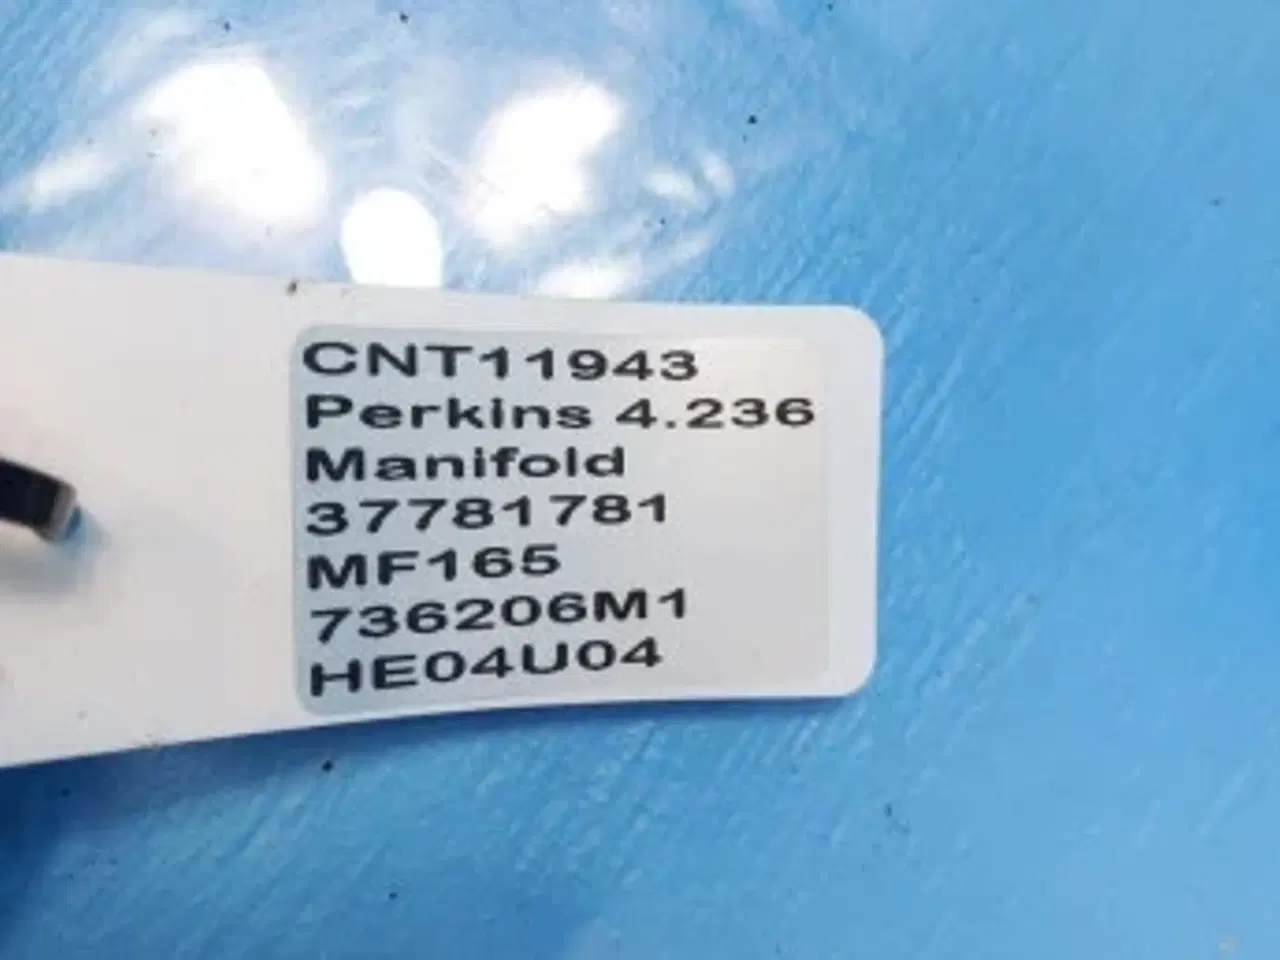 CNT11943
Perkins 4.236
Manifold
37781781
MF165
736206M1
HE04U04